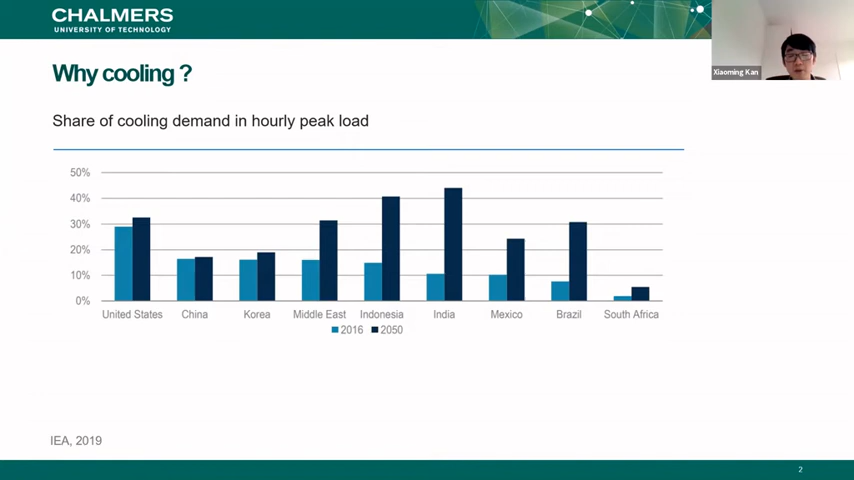 CHALMERS
UNIVERSITY OF TECHNOLOGY
Xiaoming Kan
Why cooling ?
Share of cooling demand in hourly peak load
50%
40%
30%
20%
10%
0%
United States China Korea Middle East Indonesia India Mexico Brazil South Africa
2016 2050
IEA, 2019
2